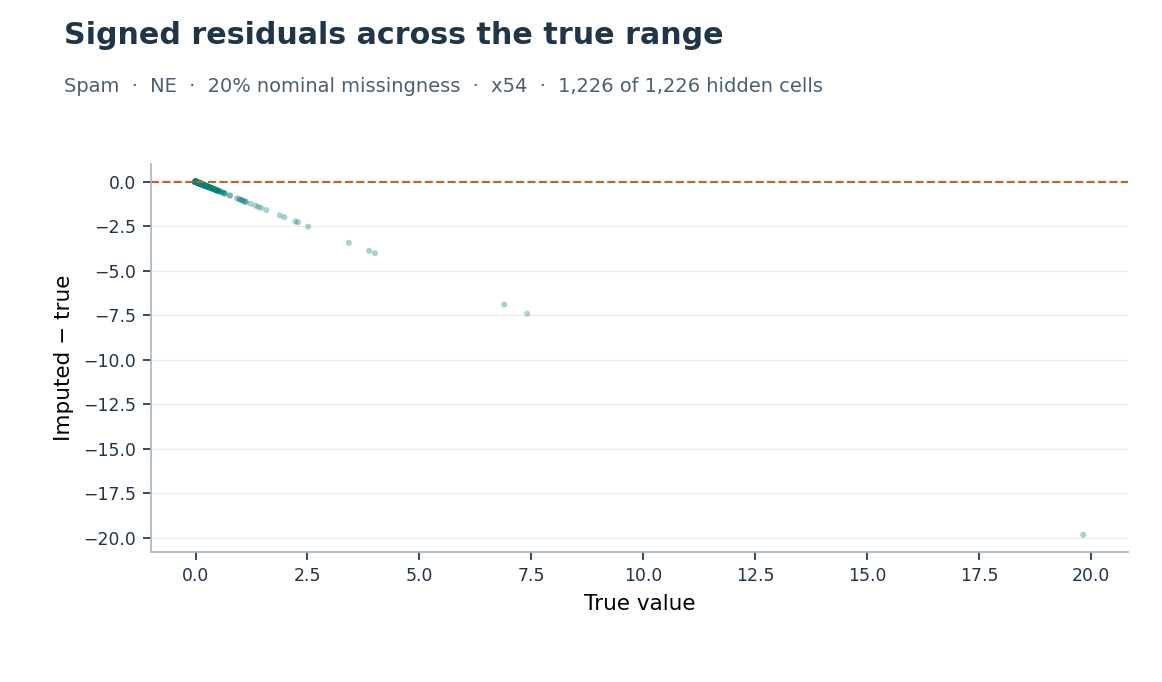 Signed residuals across the true range
Spam · NE · 20% nominal missingness · x54 · 1,226 of 1,226 hidden cells
Imputed − true
0.0
−2.5
−5.0
−7.5
−10.0
−12.5
−15.0
−17.5
−20.0
0.0 2.5 5.0 7.5 10.0 12.5 15.0 17.5 20.0
True value